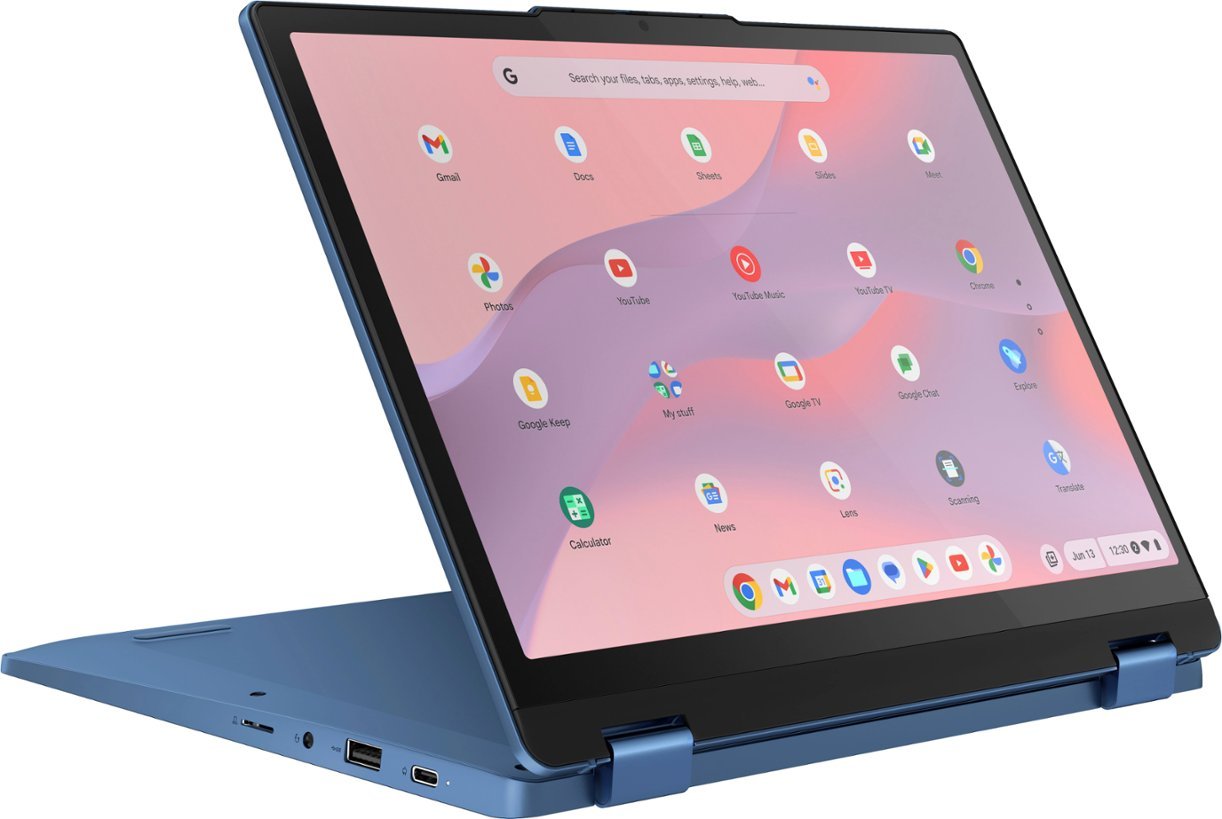 G Search your files, tabs, apps, settings, help, web...
Gmail Docs Sheets Slides Meet
Photos YouTube YouTube Music YouTube TV Chrome
Google Keep My stuff Google TV Google Chat Explore
Calculator News Lens Scanning Translate
Jun 13 12:30